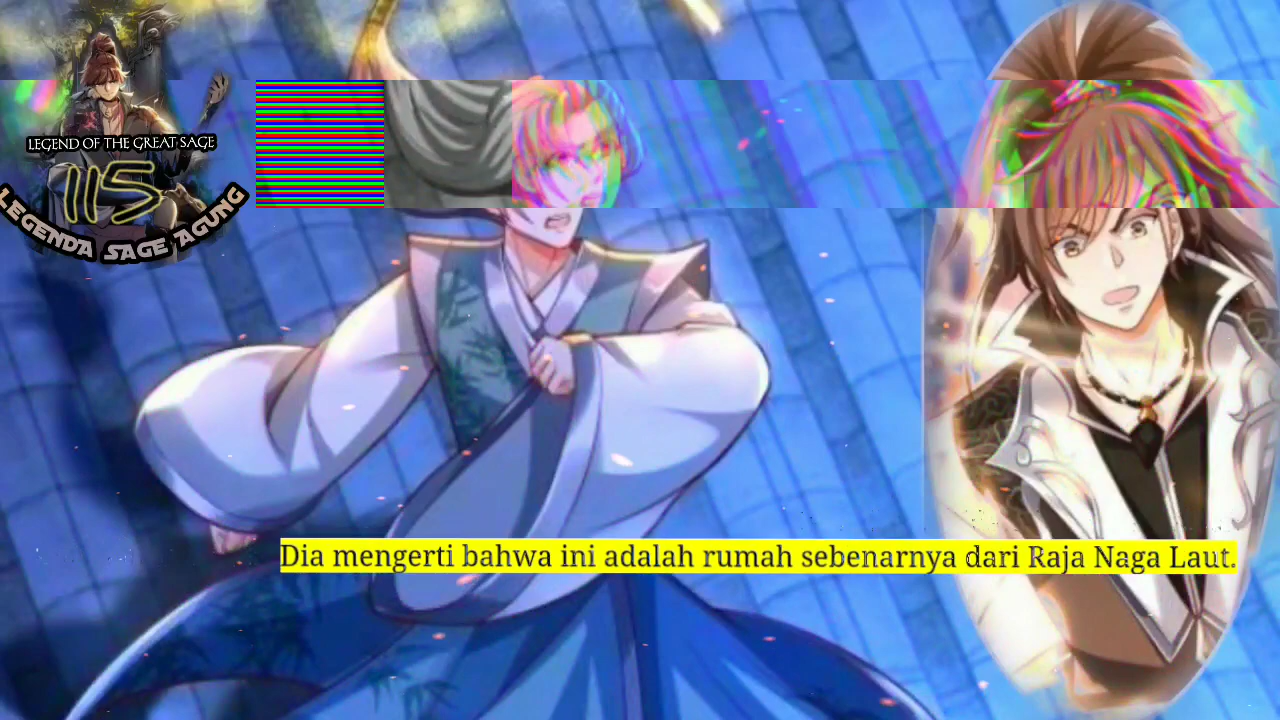 LEGEND OF THE GREAT SAGE
115
LEGENDA SAGE AGUNG
Dia mengerti bahwa ini adalah rumah sebenarnya dari Raja Naga Laut.